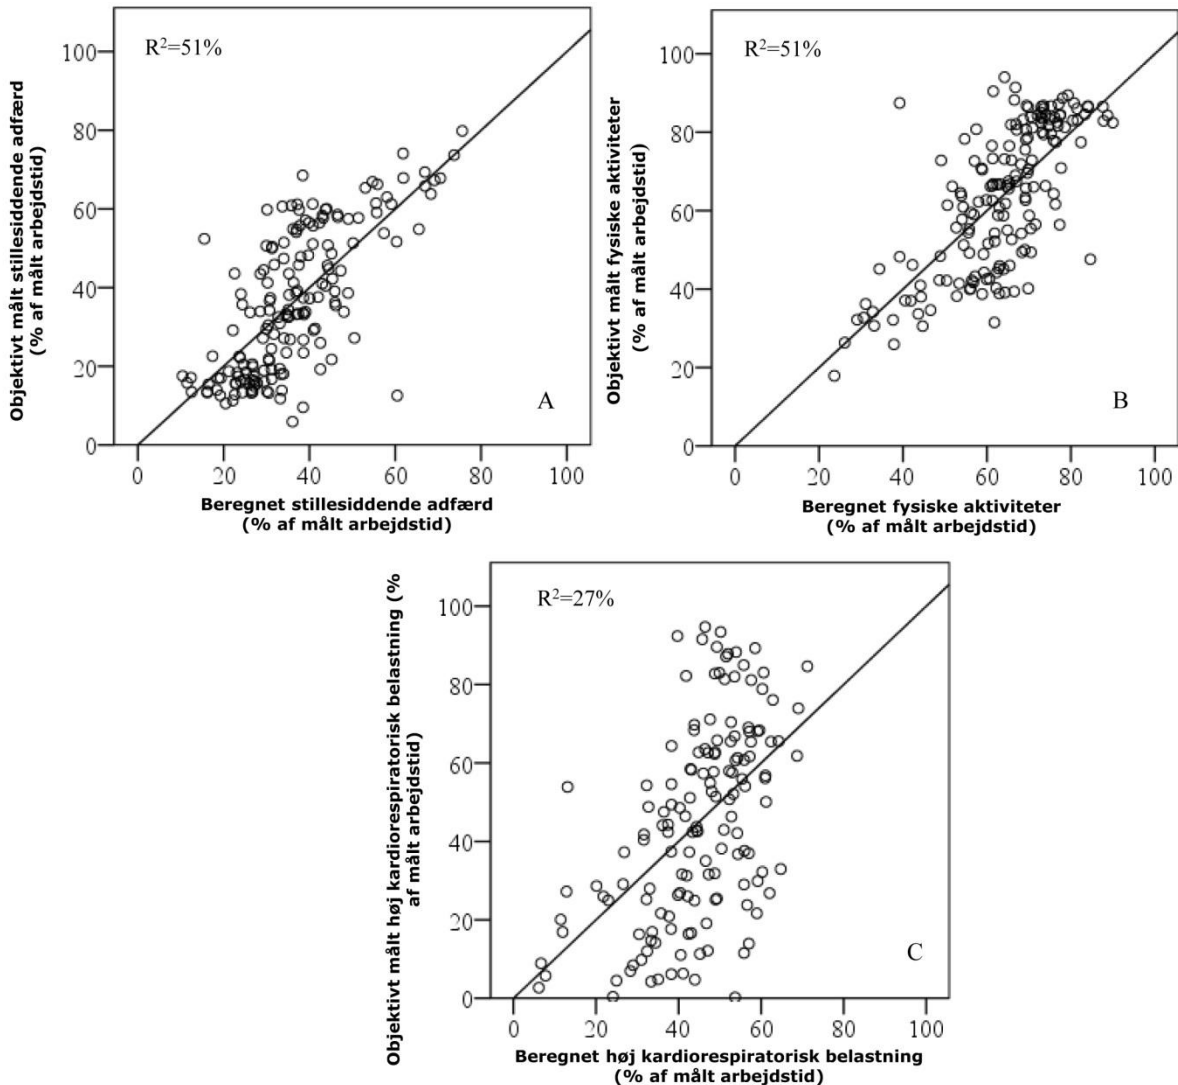 R²=51%
Objektivt målt stillesiddende adfærd
(% af målt arbejdstid)
100
80
60
40
20
0
A
0 20 40 60 80 100
Beregnet stillesiddende adfærd
(% af målt arbejdstid)
R²=51%
Objektivt målt fysiske aktiviteter
(% af målt arbejdstid)
100
80
60
40
20
0
B
0 20 40 60 80 100
Beregnet fysiske aktiviteter
(% af målt arbejdstid)
R²=27%
Objektivt målt høj kardiorespiratorisk belastning (%
af målt arbejdstid)
100
80
60
40
20
0
C
0 20 40 60 80 100
Beregnet høj kardiorespiratorisk belastning
(% af målt arbejdstid)